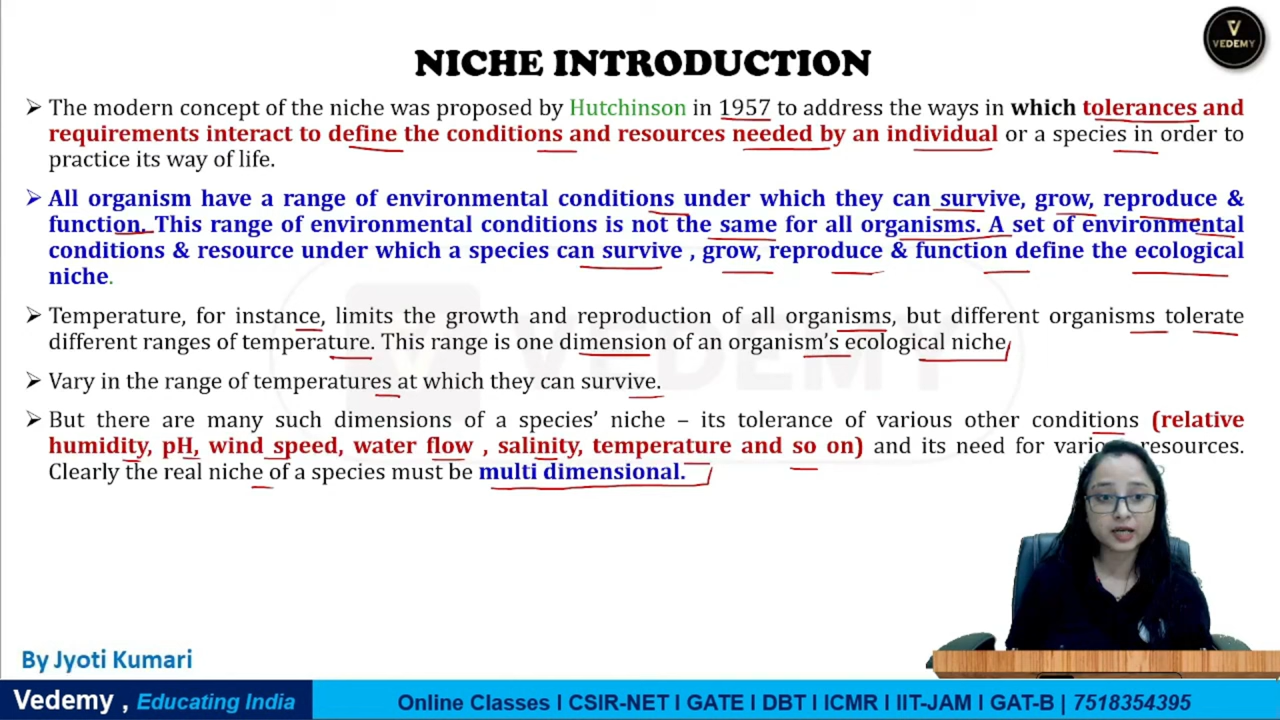 VEDEMY
NICHE INTRODUCTION
➢ The modern concept of the niche was proposed by Hutchinson in 1957 to address the ways in which tolerances and
requirements interact to define the conditions and resources needed by an individual or a species in order to
practice its way of life.
➢ All organism have a range of environmental conditions under which they can survive, grow, reproduce &
function. This range of environmental conditions is not the same for all organisms. A set of environmental
conditions & resource under which a species can survive , grow, reproduce & function define the ecological
niche.
➢ Temperature, for instance, limits the growth and reproduction of all organisms, but different organisms tolerate
different ranges of temperature. This range is one dimension of an organism's ecological niche
➢ Vary in the range of temperatures at which they can survive.
➢ But there are many such dimensions of a species' niche – its tolerance of various other conditions (relative
humidity, pH, wind speed, water flow , salinity, temperature and so on) and its need for various resources.
Clearly the real niche of a species must be multi dimensional.
VEDEMY
By Jyoti Kumari
Vedemy , Educating India
Online Classes I CSIR-NET I GATE I DBT I ICMR I IIT-JAM I GAT-B I 7518354395